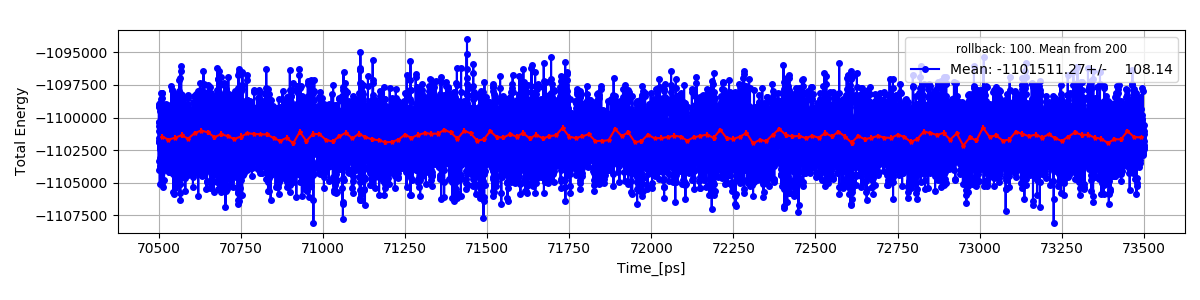 −1095000
−1097500
−1100000
−1102500
−1105000
−1107500
Total Energy
rollback: 100. Mean from 200
Mean: -1101511.27+/- 108.14
70500 70750 71000 71250 71500 71750 72000 72250 72500 72750 73000 73250 73500
Time_[ps]